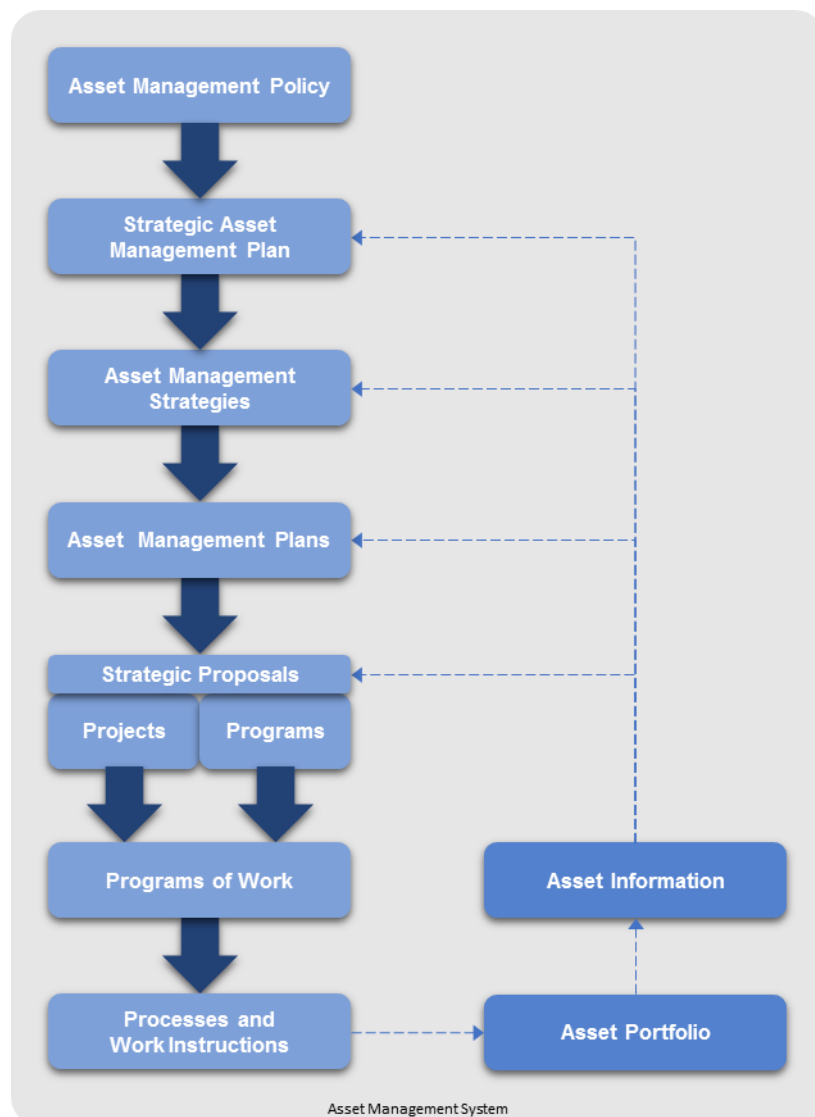 Asset Management Policy
Strategic Asset
Management Plan
Asset Management
Strategies
Asset Management Plans
Strategic Proposals
Projects
Programs
Programs of Work
Asset Information
Processes and
Work Instructions
Asset Portfolio
Asset Management System